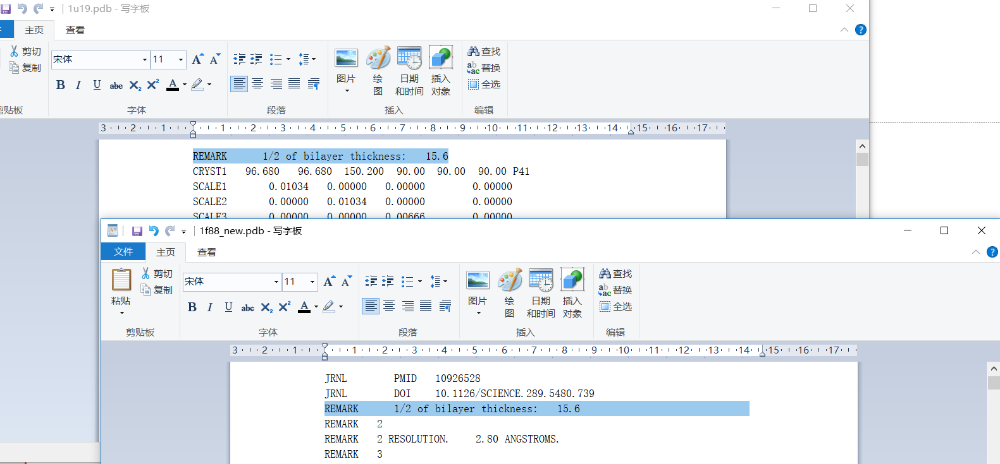 1u19.pdb - 写字板
主页 查看
剪切
复制
宋体 11
B I U abc X₂ X² A
图片 绘图 日期和时间 插入对象
查找
替换
全选
剪贴板 字体 段落 插入 编辑
3 2 1 1 2 3 4 5 6 7 8 9 10 11 12 13 14 15 16 17
REMARK 1/2 of bilayer thickness: 15.6
CRYST1 96.680 96.680 150.200 90.00 90.00 90.00 P41
SCALE1 0.01034 0.00000 0.00000 0.00000
SCALE2 0.00000 0.01034 0.00000 0.00000
SCALE3 0.00000 0.00000 0.00666 0.00000
1f88_new.pdb - 写字板
文件 主页 查看
粘贴
剪切
复制
宋体 11
B I U abc X₂ X² A
图片 绘图 日期和时间 插入对象
查找
替换
全选
剪贴板 字体 段落 插入 编辑
3 2 1 1 2 3 4 5 6 7 8 9 10 11 12 13 14 15 16 17
JRNL PMID 10926528
JRNL DOI 10.1126/SCIENCE.289.5480.739
REMARK 1/2 of bilayer thickness: 15.6
REMARK 2
REMARK 2 RESOLUTION. 2.80 ANGSTROMS.
REMARK 3